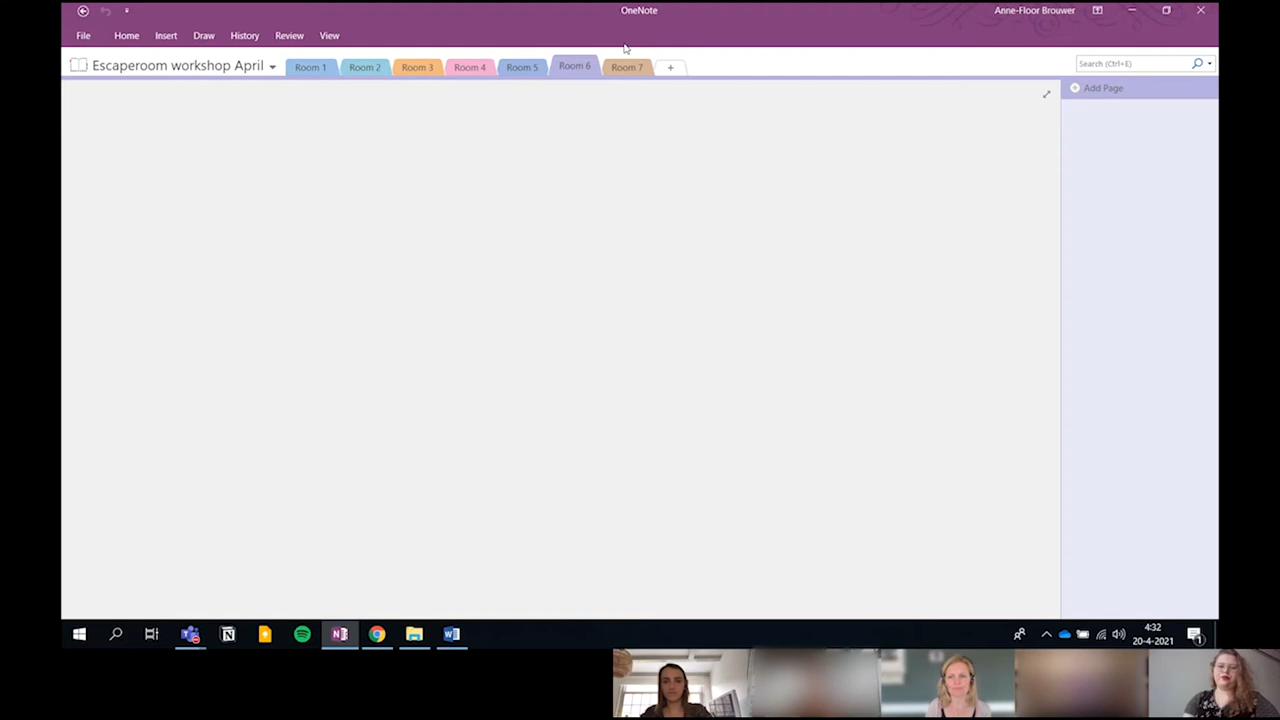 OneNote
Anne-Floor Brouwer
File Home Insert Draw History Review View
Escaperoom workshop April Room 1 Room 2 Room 3 Room 4 Room 5 Room 6 Room 7 +
Search (Ctrl+E)
Add Page
4:32
20-4-2021
1